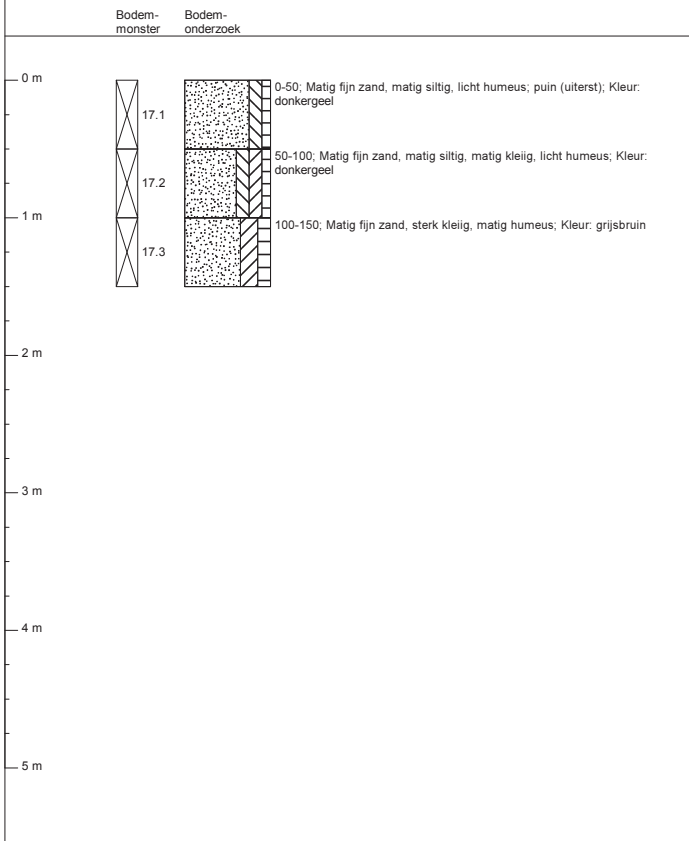 Bodem-
monster
Bodem-
onderzoek
0 m
17.1
0-50; Matig fijn zand, matig siltig, licht humeus; puin (uiterst); Kleur:
donkergeel
17.2
50-100; Matig fijn zand, matig siltig, matig kleiig, licht humeus; Kleur:
donkergeel
1 m
17.3
100-150; Matig fijn zand, sterk kleiig, matig humeus; Kleur: grijsbruin
2 m
3 m
4 m
5 m